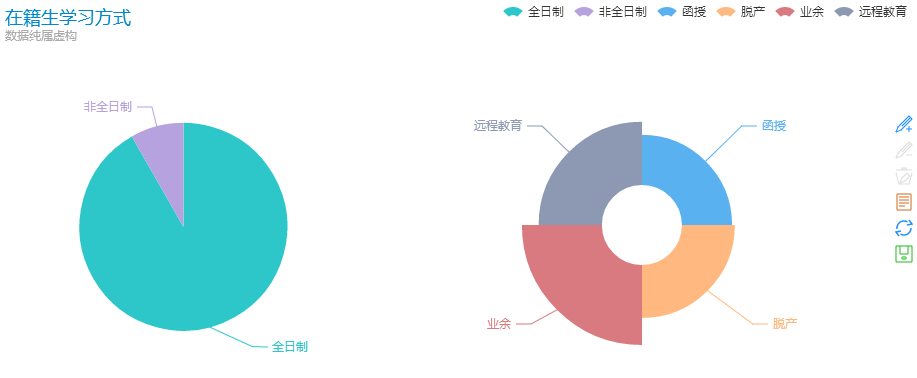 在籍生学习方式
数据纯属虚构
全日制 非全日制 函授 脱产 业余 远程教育
非全日制
全日制
远程教育
函授
业余
脱产